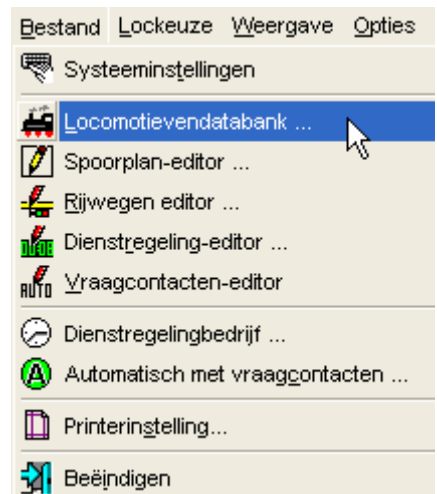 Bestand Lockeuze Weergave Opties
Systeeminstellingen
Locomotievendatabank ...
Spoorplan-editor ...
Rijwegen editor ...
Dienstregeling-editor ...
AUTO Vraagcontacten-editor
Dienstregelingbedrijf ...
A Automatisch met vraagcontacten ...
Printerinstelling...
Beëindigen